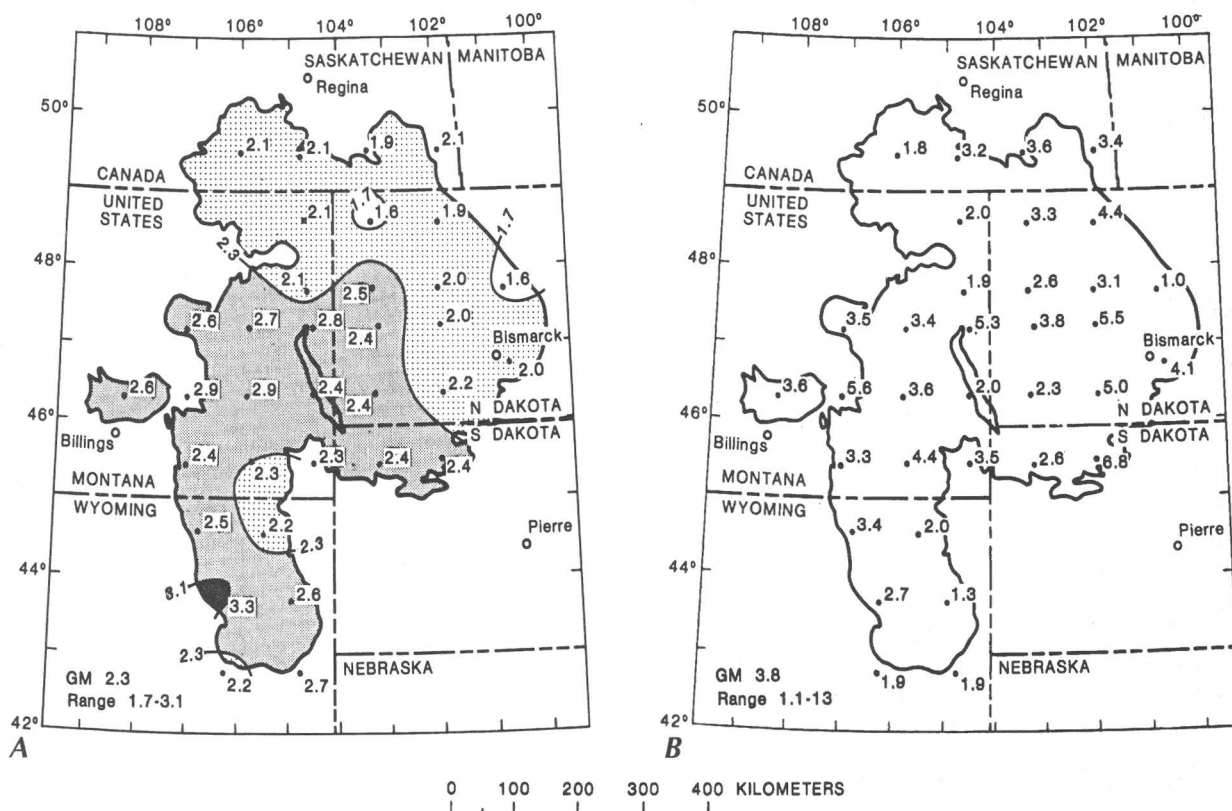 108° 106° 104° 102° 100°
SASKATCHEWAN MANITOBA
Regina
50°
2.1 2.1 1.9 2.1
CANADA
UNITED STATES
2.1 1.7 1.6 1.9 1.7
2.3
48°
2.1 2.5 2.0 1.6
2.6 2.7 2.8 2.4 2.0
Bismarck
2.0
2.6 2.9 2.9 2.4 2.4 2.2
46°
N DAKOTA
S DAKOTA
Billings
2.4 2.3 2.3 2.4 2.4
MONTANA
WYOMING
2.5 2.2 2.3
Pierre
44°
3.1 3.3 2.6
2.3
NEBRASKA
2.2 2.7
GM 2.3
Range 1.7-3.1
42°
A
108° 106° 104° 102° 100°
SASKATCHEWAN MANITOBA
Regina
50°
1.8 3.2 3.6 3.4
CANADA
UNITED STATES
2.0 3.3 4.4
48°
1.9 2.6 3.1 1.0
3.5 3.4 5.3 3.8 5.5
Bismarck
4.1
3.6 5.6 3.6 2.0 2.3 5.0
46°
N DAKOTA
S DAKOTA
Billings
3.3 4.4 3.5 2.6 6.8
MONTANA
WYOMING
3.4 2.0
Pierre
44°
2.7 1.3
NEBRASKA
1.9 1.9
GM 3.8
Range 1.1-13
42°
B
0 100 200 300 400 KILOMETERS